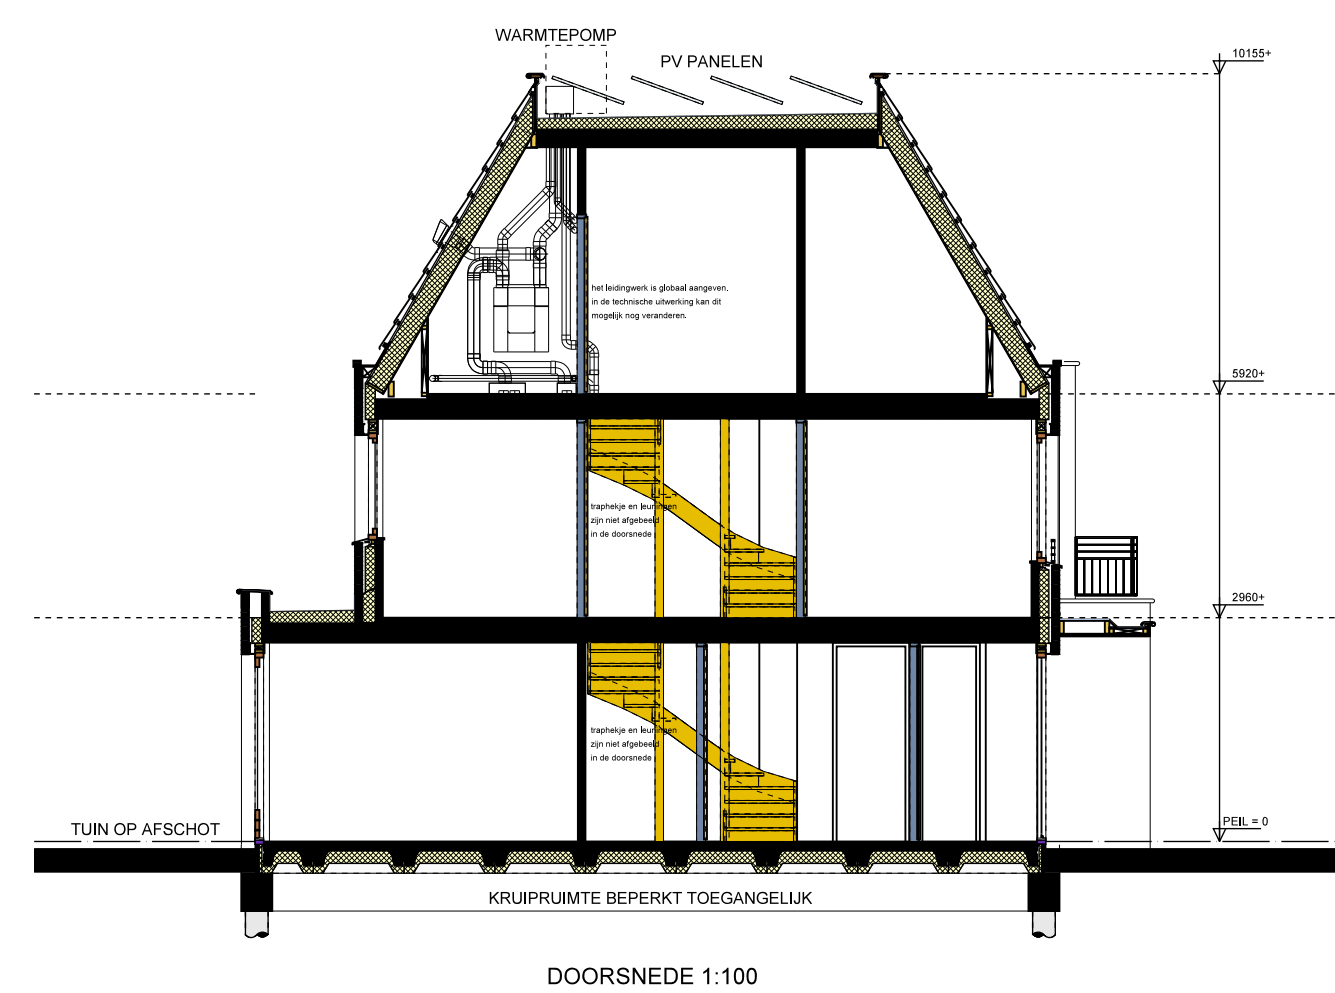 WARMTEPOMP
PV PANELEN
10155+
het leidingwerk is globaal aangeven.
in de technische uitwerking kan dit
mogelijk nog veranderen.
5920+
traphekje en leuningen
zijn niet afgebeeld
in de doorsnede
2960+
traphekje en leuningen
zijn niet afgebeeld
in de doorsnede
TUIN OP AFSCHOT
PEIL = 0
KRUIPRUIMTE BEPERKT TOEGANGELIJK
DOORSNEDE 1:100